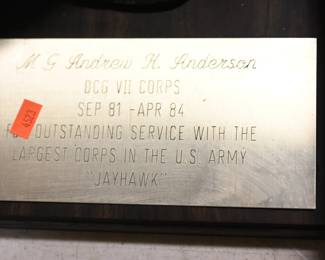 M G Andrew H. Anderson
DCG VII CORPS
SEP 81 - APR 84
FOR OUTSTANDING SERVICE WITH THE
LARGEST CORPS IN THE U.S. ARMY
"JAYHAWK"